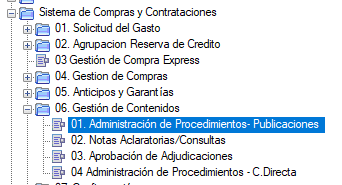 Sistema de Compras y Contrataciones
01. Solicitud del Gasto
02. Agrupacion Reserva de Credito
03 Gestión de Compra Express
04. Gestion de Compras
05. Anticipos y Garantías
06. Gestión de Contenidos
01. Administración de Procedimientos- Publicaciones
02. Notas Aclaratorias/Consultas
03. Aprobación de Adjudicaciones
04 Administración de Procedimientos - C.Directa